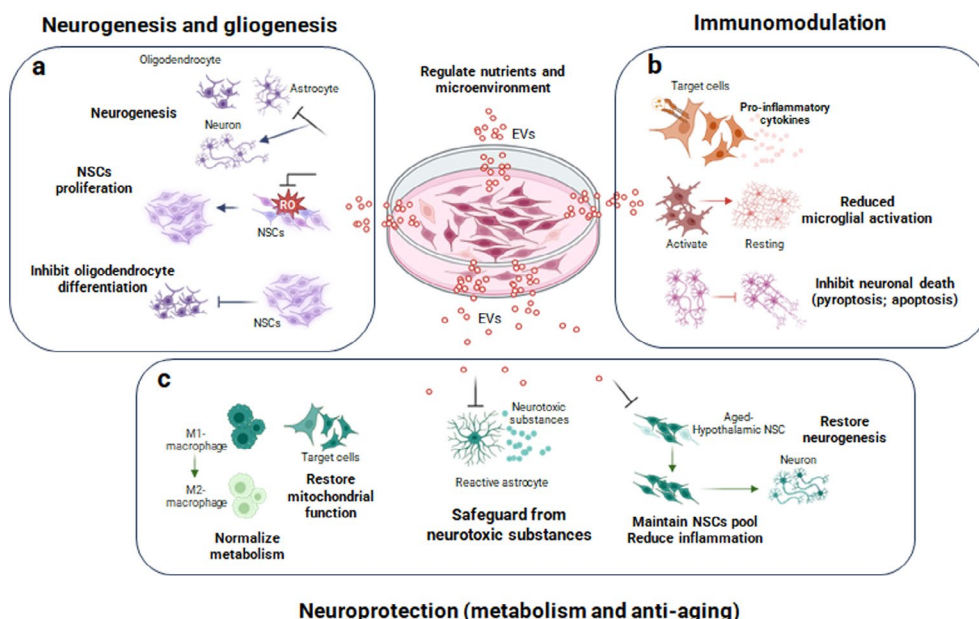 Neurogenesis and gliogenesis
a
Oligodendrocyte
Astrocyte
Neurogenesis
Neuron
NSCs
proliferation
RO
NSCs
Inhibit oligodendrocyte
differentiation
NSCs
Regulate nutrients and
microenvironment
EVs
EVs
Immunomodulation
b
Target cells
Pro-inflammatory
cytokines
Reduced
microglial activation
Activate
Resting
Inhibit neuronal death
(pyroptosis; apoptosis)
c
M1-
macrophage
M2-
macrophage
Normalize
metabolism
Target cells
Restore
mitochondrial
function
Neurotoxic
substances
Reactive astrocyte
Safeguard from
neurotoxic substances
Aged-
Hypothalamic NSC
Restore
neurogenesis
Neuron
Maintain NSCs pool
Reduce inflammation
Neuroprotection (metabolism and anti-aging)